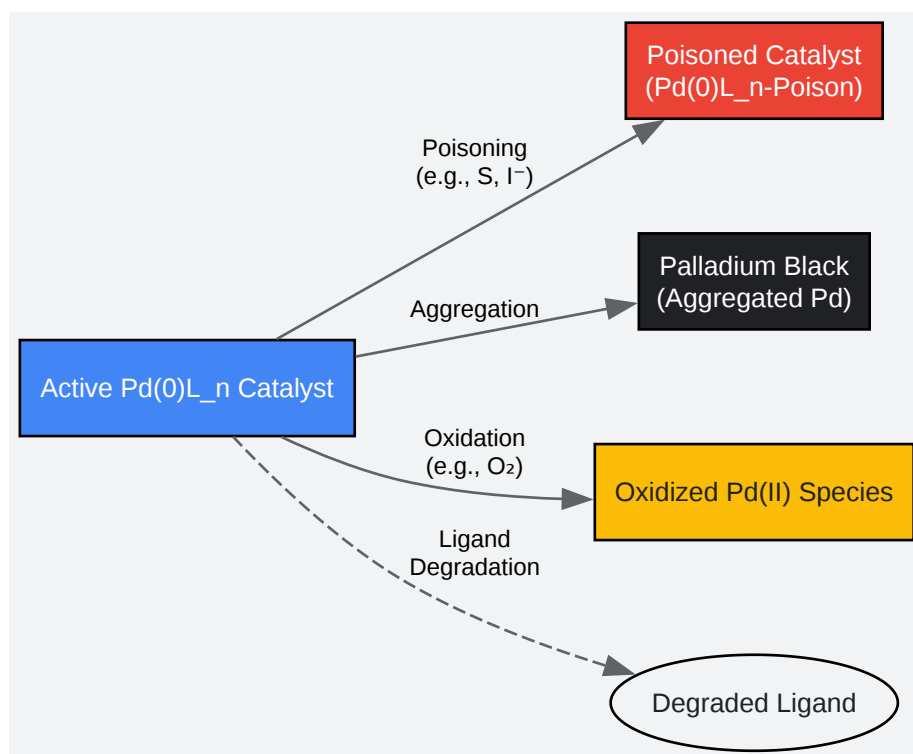 Poisoned Catalyst
(Pd(0)L_n-Poison)
Poisoning
(e.g., S, I⁻)
Palladium Black
(Aggregated Pd)
Aggregation
Active Pd(0)L_n Catalyst
Oxidation
(e.g., O₂)
Oxidized Pd(II) Species
Ligand
Degradation
Degraded Ligand